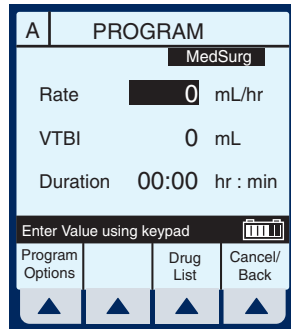 A PROGRAM
MedSurg
Rate 0 mL/hr
VTBI 0 mL
Duration 00:00 hr : min
Enter Value using keypad
Program Options
Drug List
Cancel/ Back